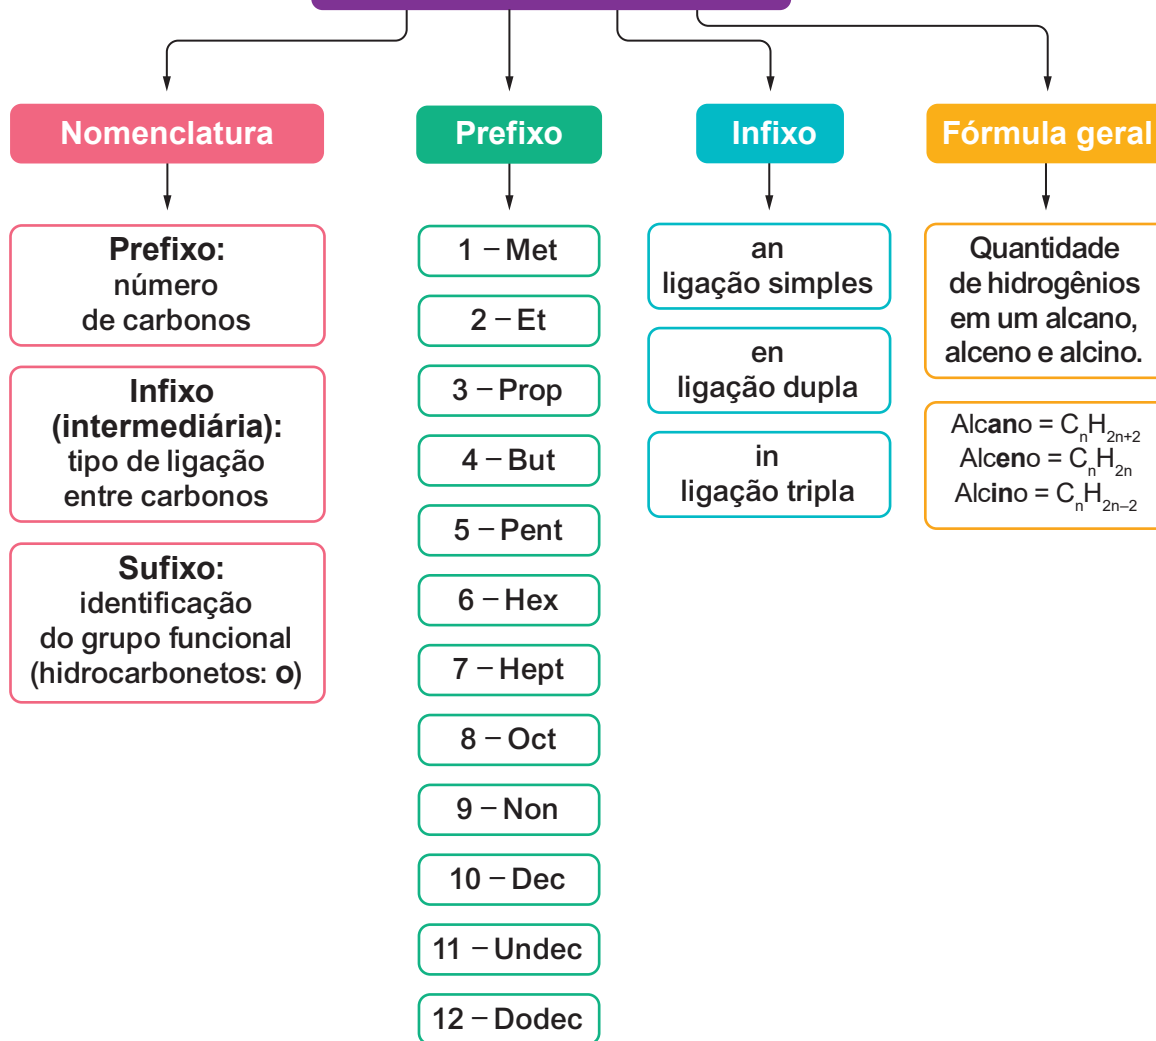 Nomenclatura
Prefixo:
número
de carbonos
Infixo
(intermediária):
tipo de ligação
entre carbonos
Sufixo:
identificação
do grupo funcional
(hidrocarbonetos: o)
Prefixo
1 – Met
2 – Et
3 – Prop
4 – But
5 – Pent
6 – Hex
7 – Hept
8 – Oct
9 – Non
10 – Dec
11 – Undec
12 – Dodec
Infixo
an
ligação simples
en
ligação dupla
in
ligação tripla
Fórmula geral
Quantidade
de hidrogênios
em um alcano,
alceno e alcino.
Alcano = CₙH₂ₙ₊₂
Alceno = CₙH₂ₙ
Alcino = CₙH₂ₙ₋₂